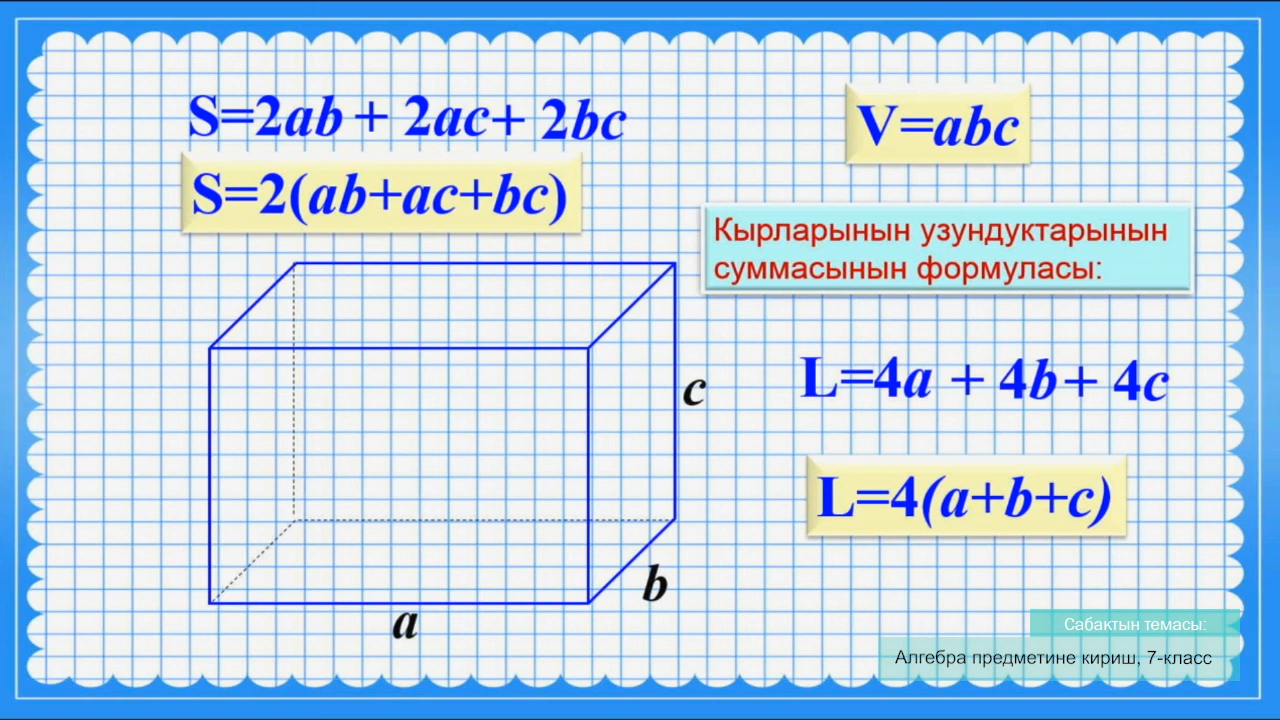 S=2ab + 2ac+ 2bc
S=2(ab+ac+bc)
V=abc
Кырларынын узундуктарынын
суммасынын формуласы:
L=4a + 4b + 4c
L=4(a+b+c)
c
b
a
Сабактын темасы:
Алгебра предметине кириш, 7-класс